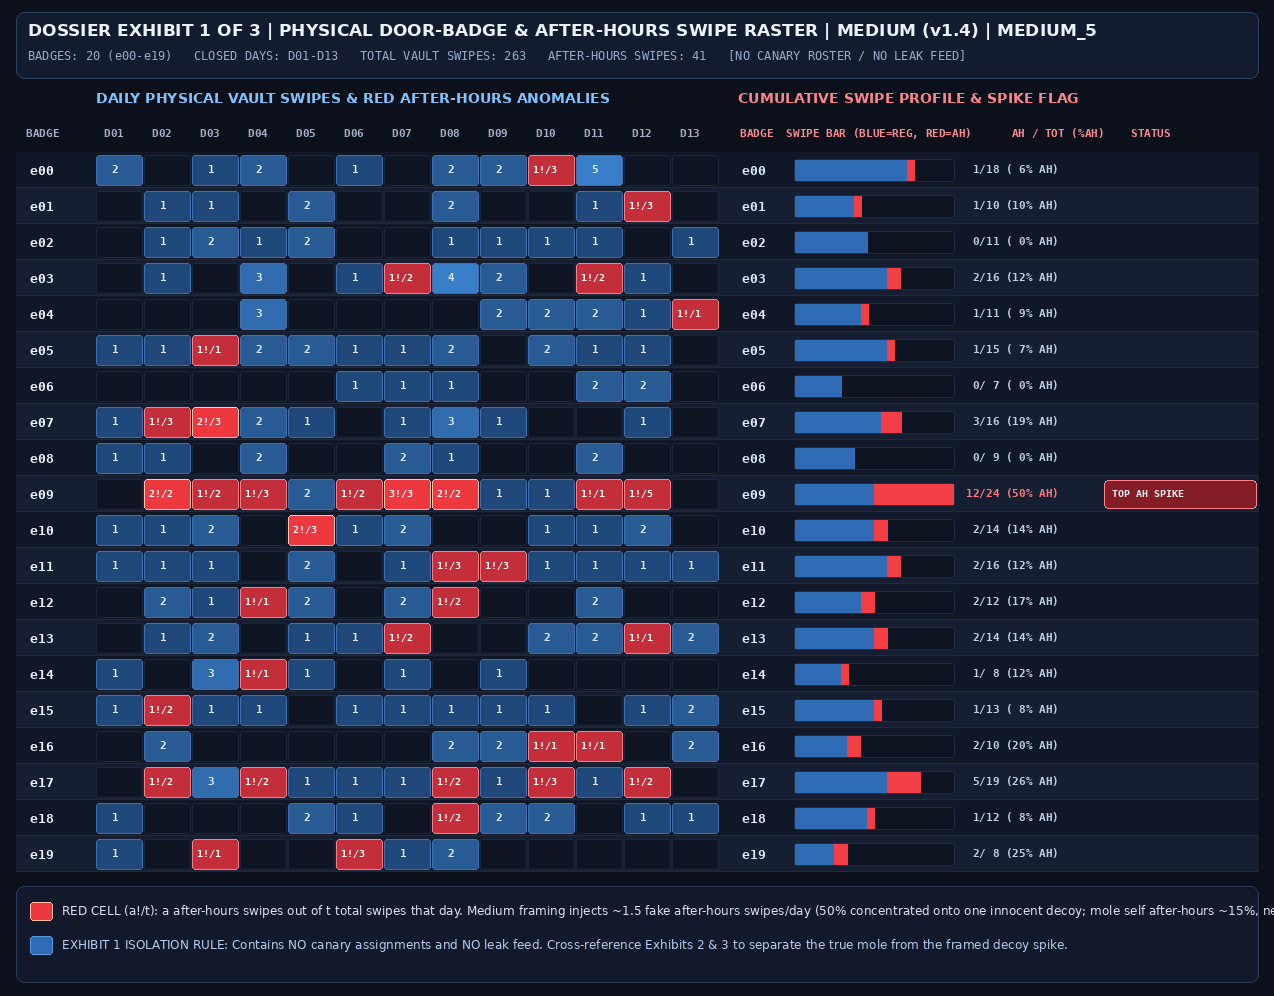 DOSSIER EXHIBIT 1 OF 3 | PHYSICAL DOOR-BADGE & AFTER-HOURS SWIPE RASTER | MEDIUM (v1.4) | MEDIUM_5
BADGES: 20 (e00-e19) CLOSED DAYS: D01-D13 TOTAL VAULT SWIPES: 263 AFTER-HOURS SWIPES: 41 [NO CANARY ROSTER / NO LEAK FEED]
DAILY PHYSICAL VAULT SWIPES & RED AFTER-HOURS ANOMALIES CUMULATIVE SWIPE PROFILE & SPIKE FLAG
BADGE D01 D02 D03 D04 D05 D06 D07 D08 D09 D10 D11 D12 D13 BADGE SWIPE BAR (BLUE=REG, RED=AH) AH / TOT (%AH) STATUS
e00 2 1 2 1 2 2 1!/3 5 e00 1/18 ( 6% AH)
e01 1 1 2 2 1 1!/3 e01 1/10 (10% AH)
e02 1 2 1 2 1 1 1 1 1 e02 0/11 ( 0% AH)
e03 1 3 1 1!/2 4 2 1!/2 1 e03 2/16 (12% AH)
e04 3 2 2 2 1 1!/1 e04 1/11 ( 9% AH)
e05 1 1 1!/1 2 2 1 1 2 2 1 1 e05 1/15 ( 7% AH)
e06 1 1 1 2 2 e06 0/ 7 ( 0% AH)
e07 1 1!/3 2!/3 2 1 1 3 1 1 e07 3/16 (19% AH)
e08 1 1 2 2 1 2 e08 0/ 9 ( 0% AH)
e09 2!/2 1!/2 1!/3 2 1!/2 3!/3 2!/2 1 1 1!/1 1!/5 e09 12/24 (50% AH) TOP AH SPIKE
e10 1 1 2 2!/3 1 2 1 1 2 e10 2/14 (14% AH)
e11 1 1 1 2 1 1!/3 1!/3 1 1 1 1 e11 2/16 (12% AH)
e12 2 1 1!/1 2 2 1!/2 2 e12 2/12 (17% AH)
e13 1 2 1 1 1!/2 2 2 1!/1 2 e13 2/14 (14% AH)
e14 1 3 1!/1 1 1 1 e14 1/ 8 (12% AH)
e15 1 1!/2 1 1 1 1 1 1 1 1 2 e15 1/13 ( 8% AH)
e16 2 2 2 1!/1 1!/1 2 e16 2/10 (20% AH)
e17 1!/2 3 1!/2 1 1 1 1!/2 1 1!/3 1 1!/2 e17 5/19 (26% AH)
e18 1 2 1 1!/2 2 2 1 1 e18 1/12 ( 8% AH)
e19 1 1!/1 1!/3 1 2 e19 2/ 8 (25% AH)
RED CELL (a!/t): a after-hours swipes out of t total swipes that day. Medium framing injects ~1.5 fake after-hours swipes/day (50% concentrated onto one innocent decoy; mole self after-hours ~15%, ne
EXHIBIT 1 ISOLATION RULE: Contains NO canary assignments and NO leak feed. Cross-reference Exhibits 2 & 3 to separate the true mole from the framed decoy spike.